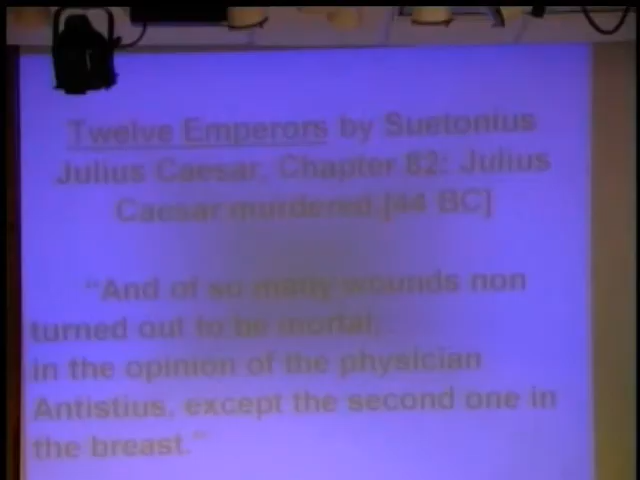 Twelve Emperors by Suetonius
Julius Caesar, Chapter 82: Julius
Caesar murdered.[44 BC]
“And of so many wounds non
turned out to be mortal,
in the opinion of the physician
Antistius, except the second one in
the breast.”